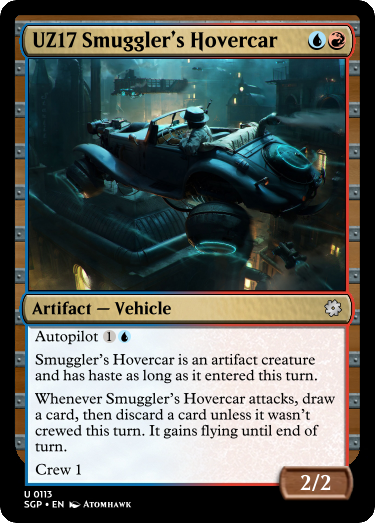 UZ17 Smuggler's Hovercar
Artifact — Vehicle
Autopilot 1
Smuggler's Hovercar is an artifact creature
and has haste as long as it entered this turn.
Whenever Smuggler's Hovercar attacks, draw
a card, then discard a card unless it wasn't
crewed this turn. It gains flying until end of
turn.
Crew 1
2/2
U 0113
SGP • EN Atomhawk